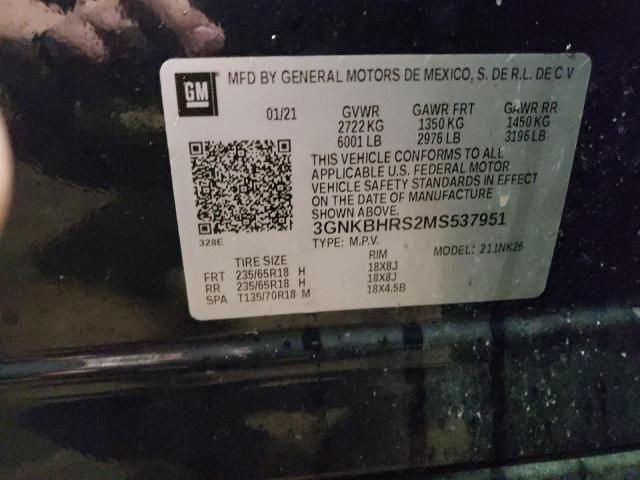 GM
MFD BY GENERAL MOTORS DE MEXICO, S. DE R.L. DE C V
01/21 GVWR GAWR FRT GAWR RR
2722 KG 1350 KG 1450 KG
6001 LB 2976 LB 3196 LB
THIS VEHICLE CONFORMS TO ALL
APPLICABLE U.S. FEDERAL MOTOR
VEHICLE SAFETY STANDARDS IN EFFECT
ON THE DATE OF MANUFACTURE
SHOWN ABOVE.
328E
3GNKBHRS2MS537951
TYPE: M.P.V. MODEL: 211NK26
TIRE SIZE RIM
FRT 235/65R18 H 18X8J
RR 235/65R18 H 18X8J
SPA T135/70R18 M 18X4.5B